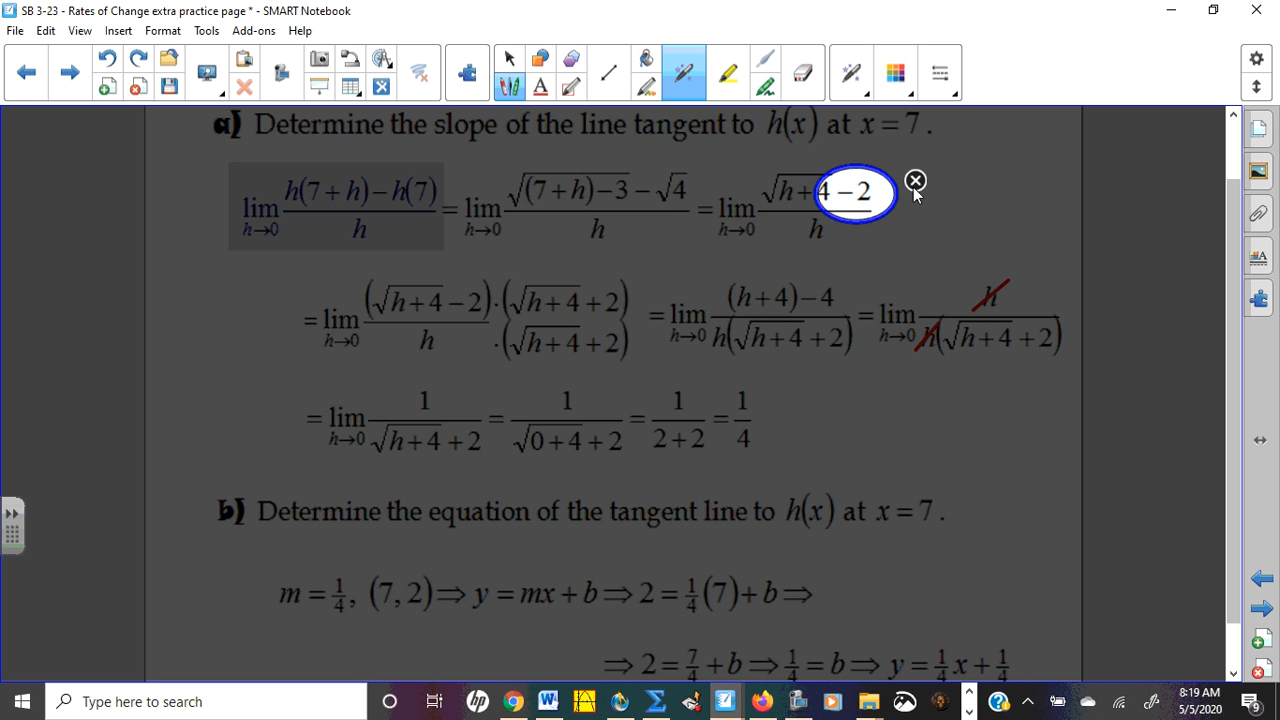 SB 3-23 - Rates of Change extra practice page * - SMART Notebook
File Edit View Insert Format Tools Add-ons Help
a) Determine the slope of the line tangent to h(x) at x = 7 .
lim h→0 (h(7 + h) − h(7))/h = lim h→0 (√((7 + h) − 3) − √4)/h = lim h→0 (√(h + 4) − 2)/h
= lim h→0 (√(h + 4) − 2)/h · (√(h + 4) + 2)/ · (√(h + 4) + 2) = lim h→0 ((h + 4) − 4)/(h(√(h + 4) + 2)) = lim h→0 h/(h(√(h + 4) + 2))
= lim h→0 1/(√(h + 4) + 2) = 1/(√(0 + 4) + 2) = 1/(2 + 2) = 1/4
b) Determine the equation of the tangent line to h(x) at x = 7 .
m = 1/4, (7, 2) ⇒ y = mx + b ⇒ 2 = 1/4(7) + b ⇒
⇒ 2 = 7/4 + b ⇒ 1/4 = b ⇒ y = 1/4x + 1/4
Type here to search
8:19 AM
5/5/2020